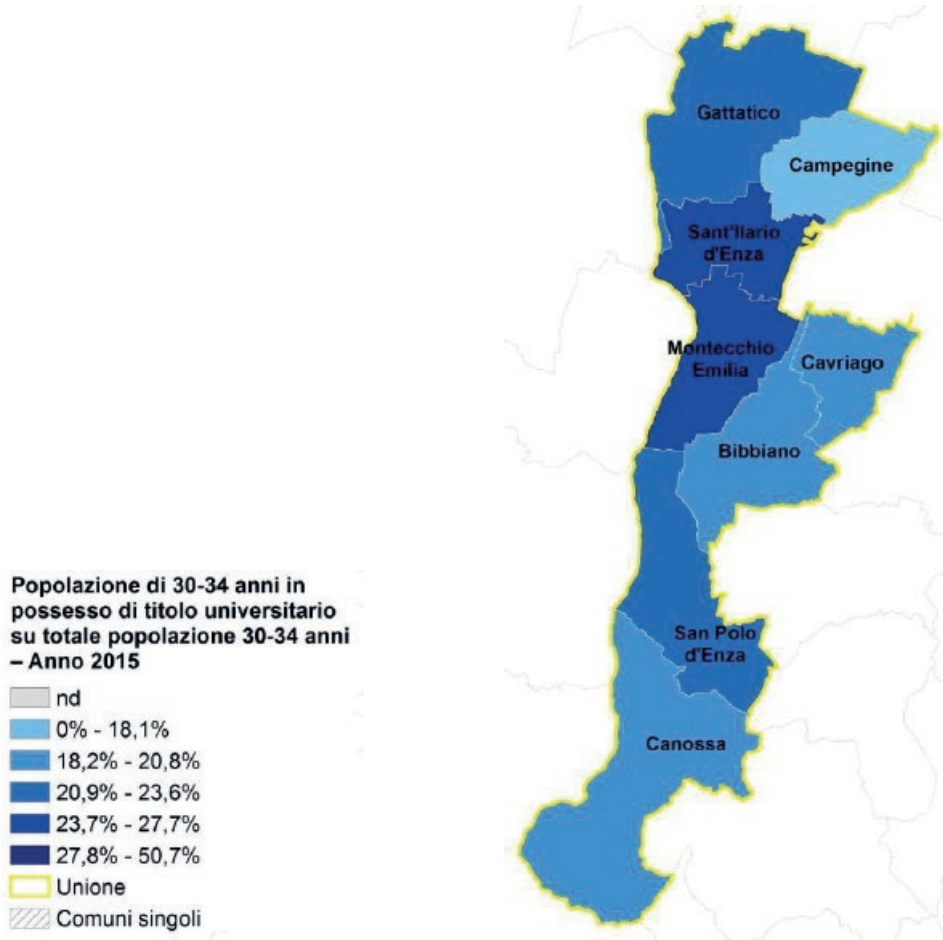 Gattatico
Campegine
Sant'Ilario
d'Enza
Montecchio
Emilia
Cavriago
Bibbiano
San Polo
d'Enza
Canossa
Popolazione di 30-34 anni in
possesso di titolo universitario
su totale popolazione 30-34 anni
– Anno 2015
nd
0% - 18,1%
18,2% - 20,8%
20,9% - 23,6%
23,7% - 27,7%
27,8% - 50,7%
Unione
Comuni singoli